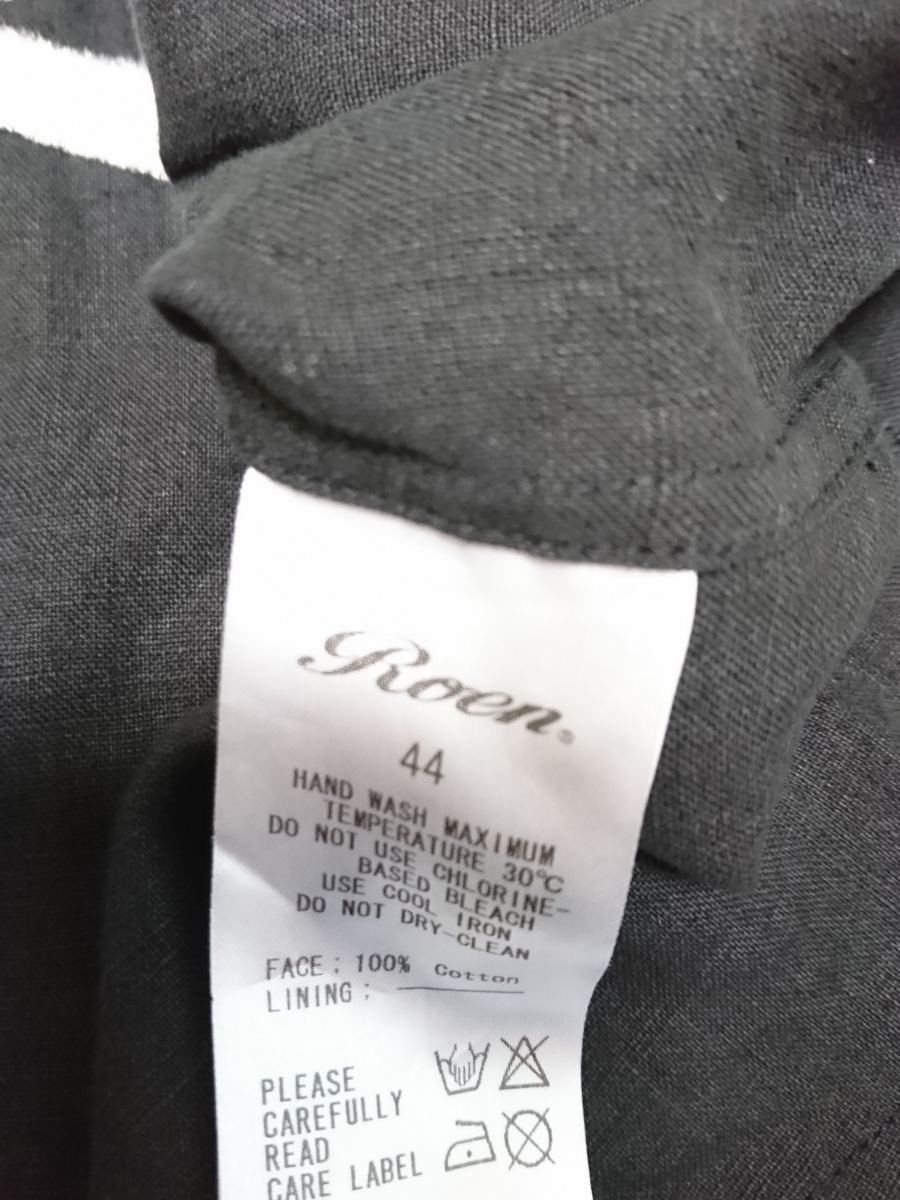 Roen®
44
HAND WASH MAXIMUM
TEMPERATURE 30℃
DO NOT USE CHLORINE-
BASED BLEACH
USE COOL IRON
DO NOT DRY-CLEAN
FACE : 100% Cotton
LINING :
PLEASE
CAREFULLY
READ
CARE LABEL